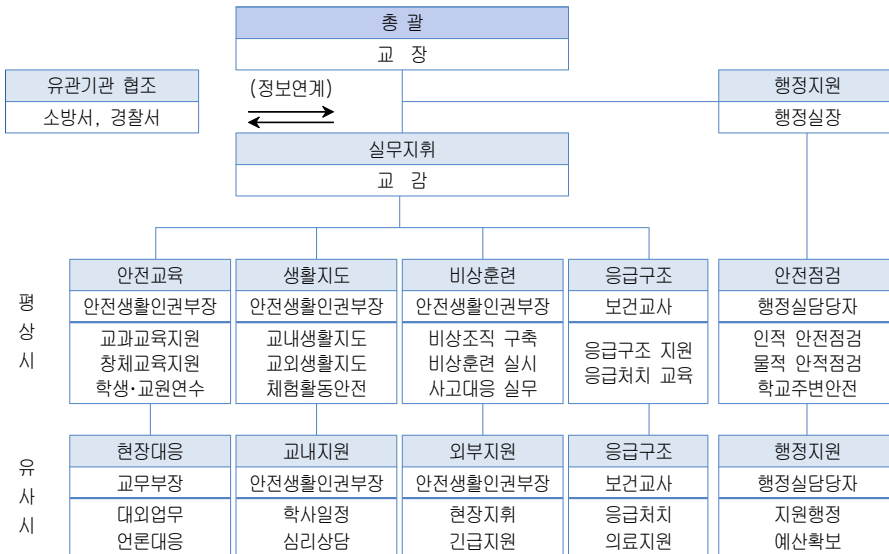 총 괄
교 장
유관기관 협조
소방서, 경찰서
(정보연계)
행정지원
행정실장
실무지휘
교 감
평상시
안전교육
안전생활인권부장
교과교육지원
창체교육지원
학생·교원연수
생활지도
안전생활인권부장
교내생활지도
교외생활지도
체험활동안전
비상훈련
안전생활인권부장
비상조직 구축
비상훈련 실시
사고대응 실무
응급구조
보건교사
응급구조 지원
응급처치 교육
안전점검
행정실담당자
인적 안전점검
물적 안적점검
학교주변안전
유사시
현장대응
교무부장
대외업무
언론대응
교내지원
안전생활인권부장
학사일정
심리상담
외부지원
안전생활인권부장
현장지휘
긴급지원
응급구조
보건교사
응급처치
의료지원
행정지원
행정실담당자
지원행정
예산확보